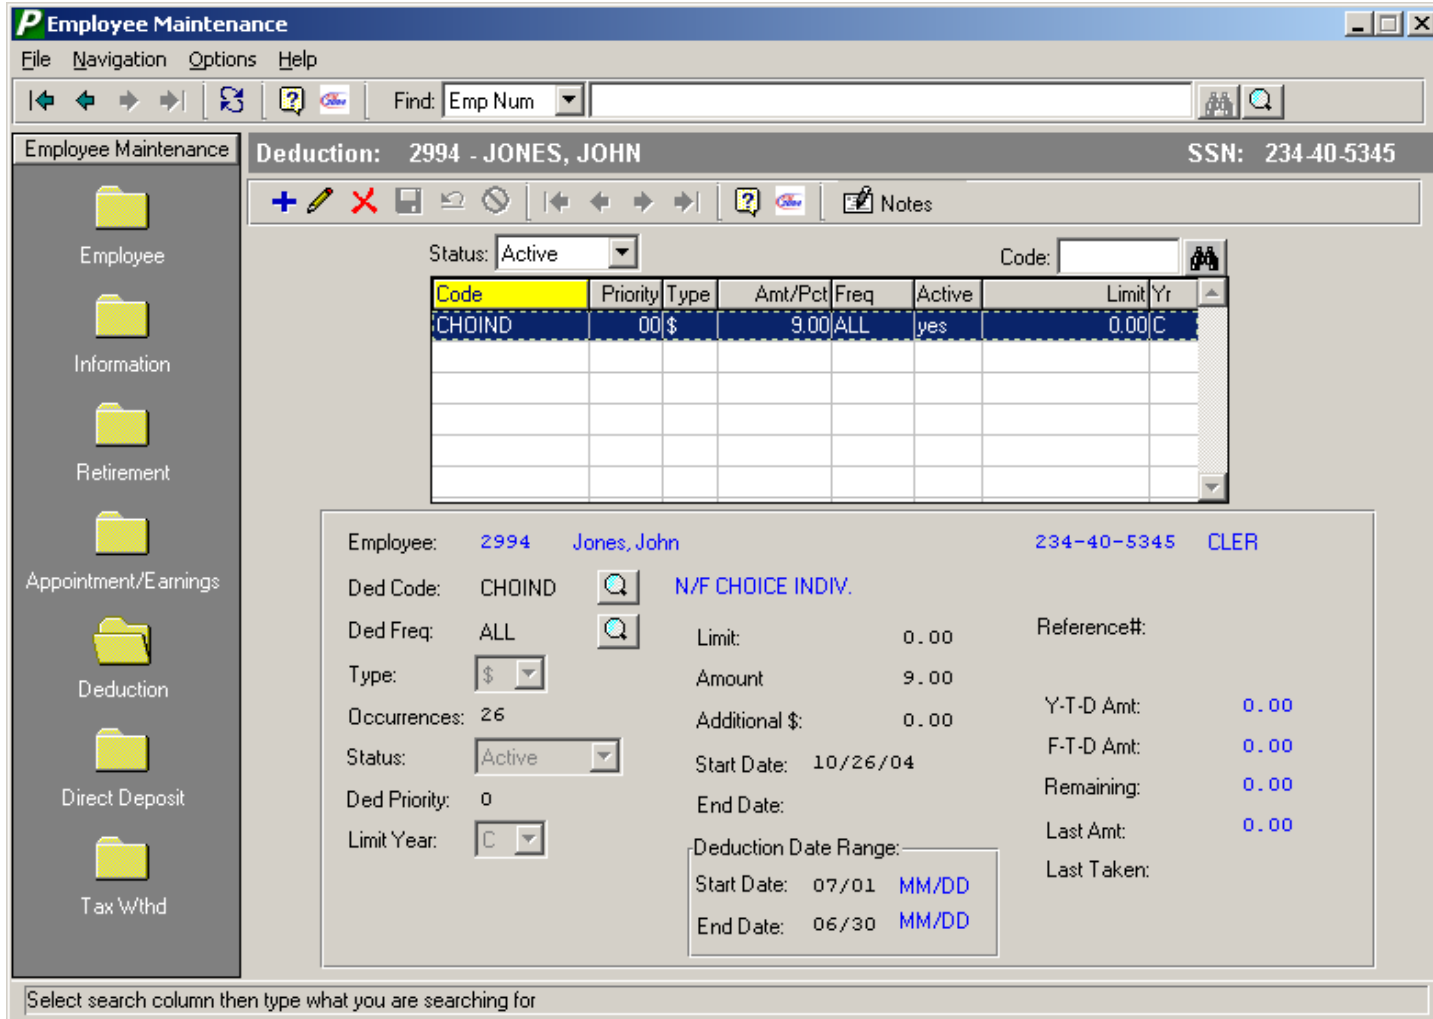 Employee Maintenance
File Navigation Options Help
Find: Emp Num
Employee Maintenance
Deduction: 2994 - JONES, JOHN SSN: 234-40-5345
Notes
Employee
Information
Retirement
Appointment/Earnings
Deduction
Direct Deposit
Tax Wthd
Status: Active Code:
Code Priority Type Amt/Pct Freq Active Limit Yr
CHOIND 00 $ 9.00 ALL yes 0.00 C
Employee: 2994 Jones, John 234-40-5345 CLER
Ded Code: CHOIND N/F CHOICE INDIV.
Ded Freq: ALL
Type: $
Occurrences: 26
Status: Active
Ded Priority: 0
Limit Year: C
Limit: 0.00
Amount 9.00
Additional $: 0.00
Start Date: 10/26/04
End Date:
Deduction Date Range:
Start Date: 07/01 MM/DD
End Date: 06/30 MM/DD
Reference#:
Y-T-D Amt: 0.00
F-T-D Amt: 0.00
Remaining: 0.00
Last Amt: 0.00
Last Taken:
Select search column then type what you are searching for